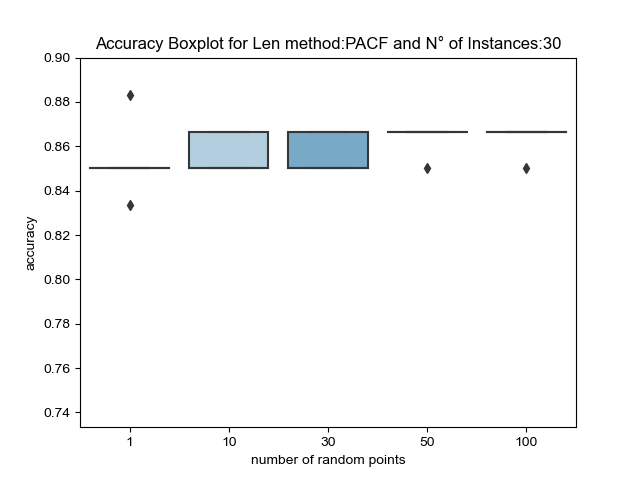 Accuracy Boxplot for Len method:PACF and N° of Instances:30
0.90
0.88
0.86
0.84
0.82
0.80
0.78
0.76
0.74
accuracy
1 10 30 50 100
number of random points